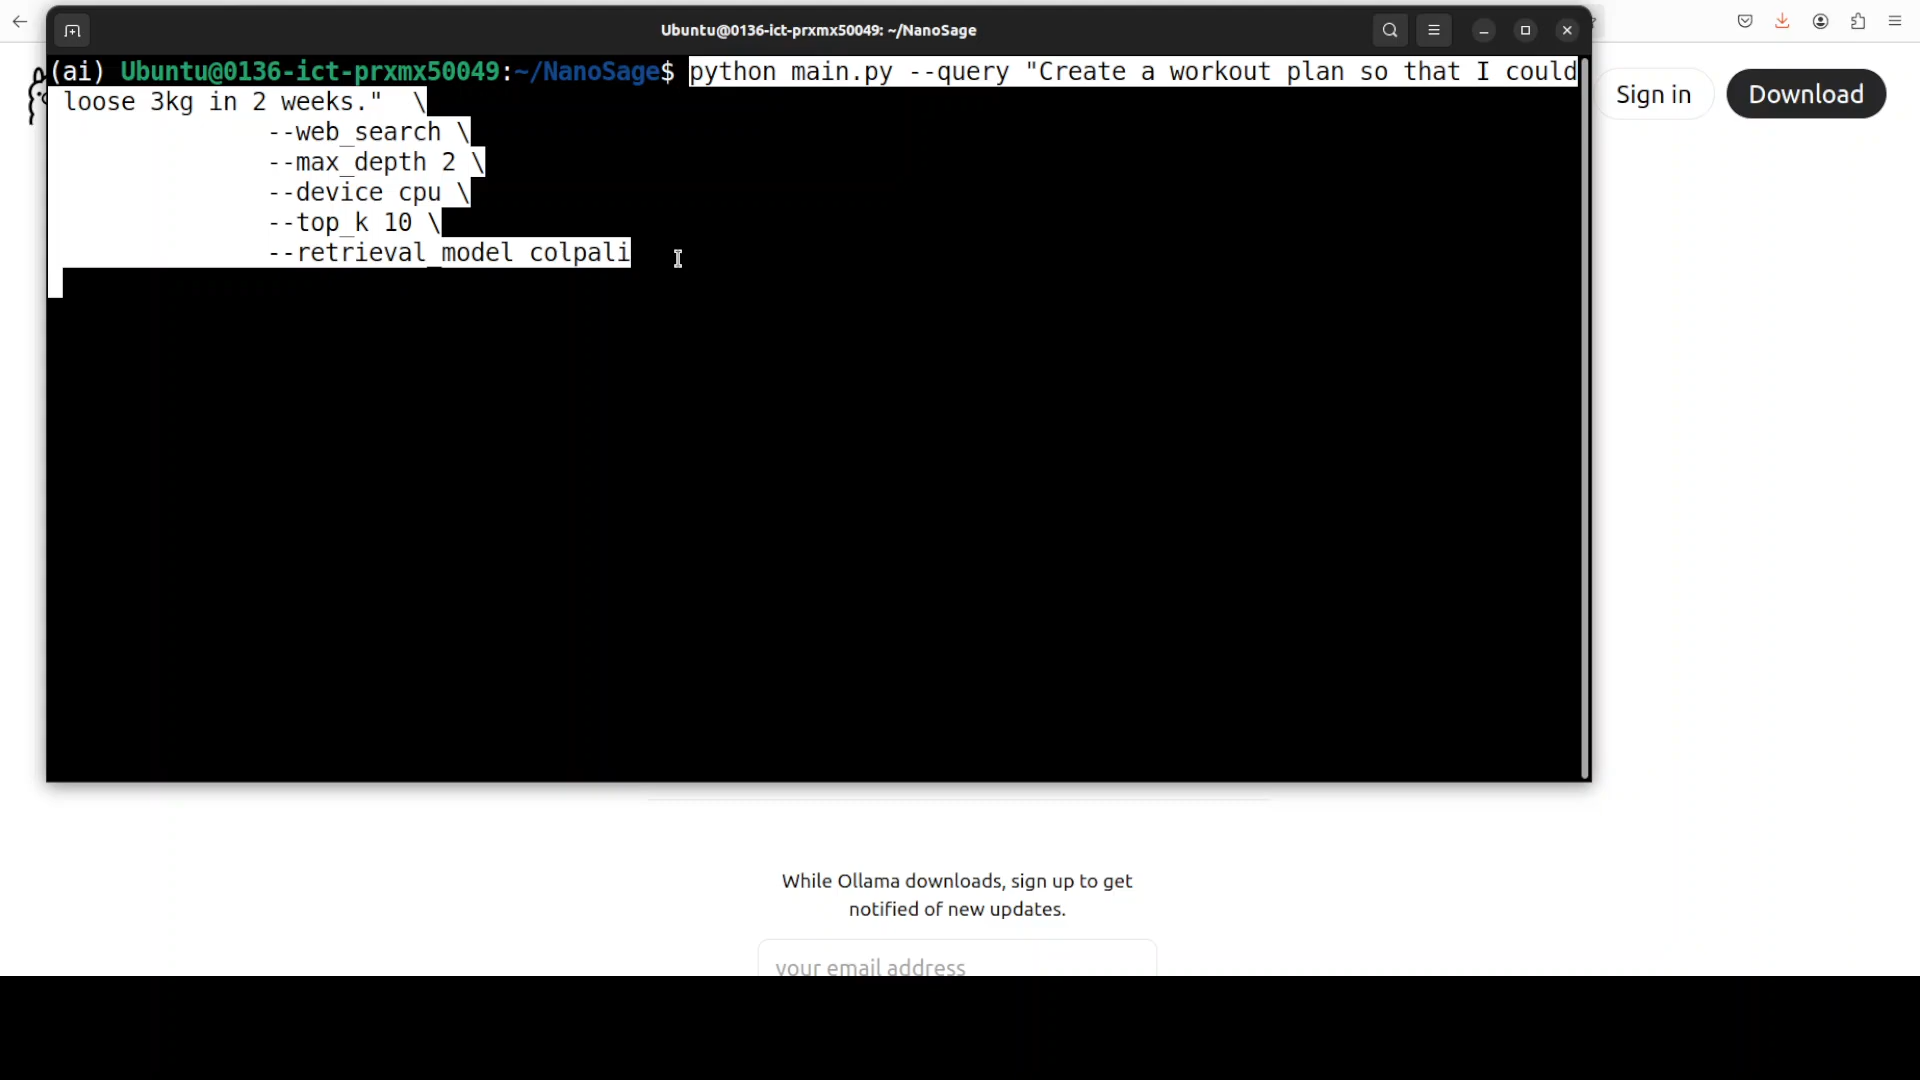 Ubuntu@0136-ict-prxmx50049: ~/NanoSage
(ai) Ubuntu@0136-ict-prxmx50049:~/NanoSage$ python main.py --query "Create a workout plan so that I could
loose 3kg in 2 weeks."  \
--web_search \
--max_depth 2 \
--device cpu \
--top_k 10 \
--retrieval_model colpali
Sign in
Download
While Ollama downloads, sign up to get
notified of new updates.
your email address